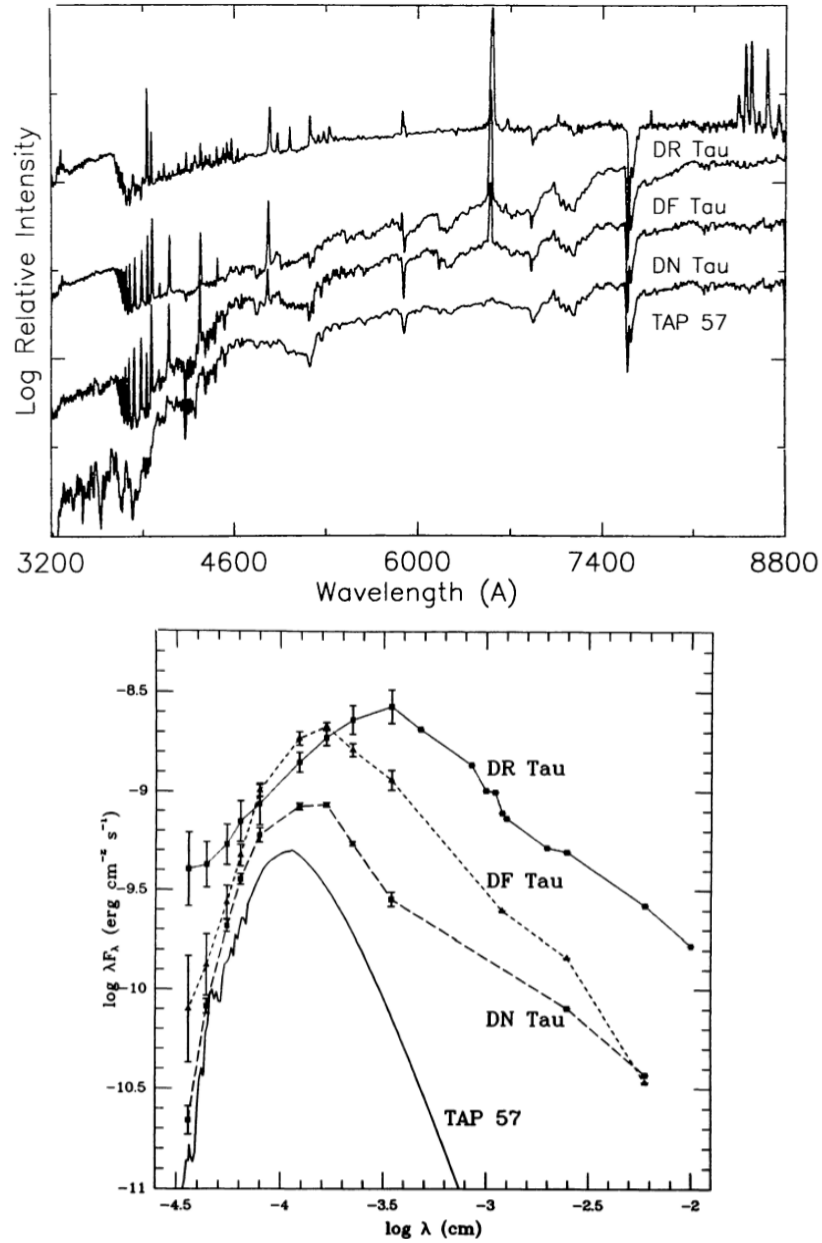 Log Relative Intensity
DR Tau
DF Tau
DN Tau
TAP 57
3200 4600 6000 7400 8800
Wavelength (A)
log λFλ (erg cm⁻² s⁻¹)
-8.5
-9
-9.5
-10
-10.5
-11
DR Tau
DF Tau
DN Tau
TAP 57
-4.5 -4 -3.5 -3 -2.5 -2
log λ (cm)